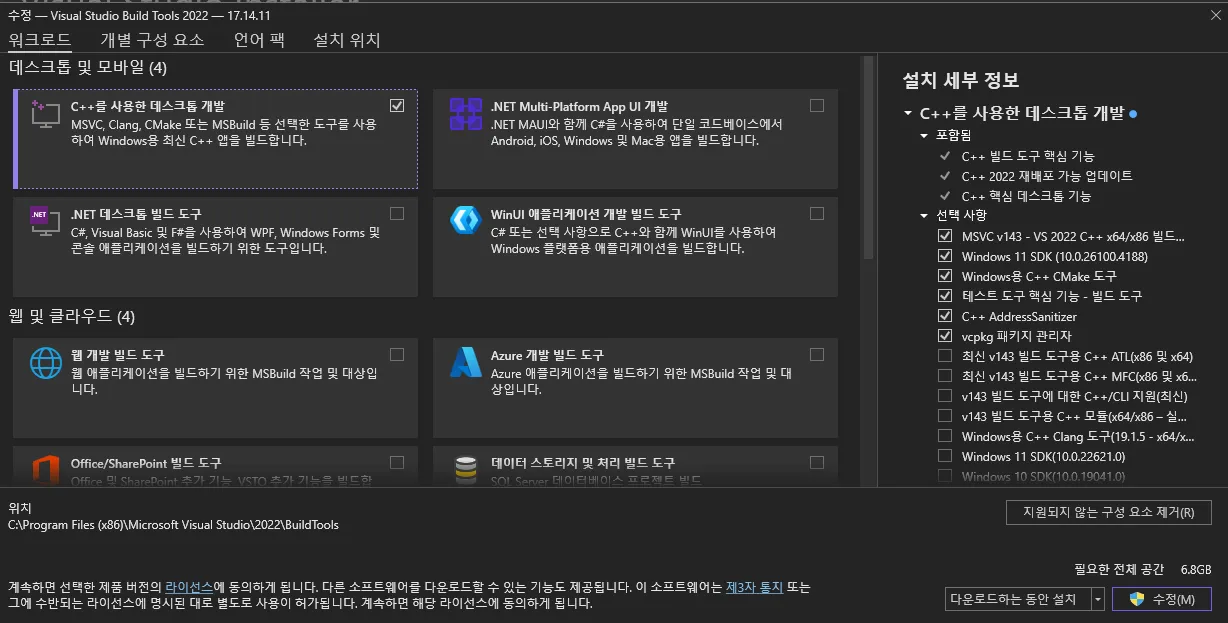 수정 — Visual Studio Build Tools 2022 — 17.14.11
워크로드 개별 구성 요소 언어 팩 설치 위치
데스크톱 및 모바일 (4)
C++를 사용한 데스크톱 개발
MSVC, Clang, CMake 또는 MSBuild 등 선택한 도구를 사용
하여 Windows용 최신 C++ 앱을 빌드합니다.
.NET Multi-Platform App UI 개발
.NET MAUI와 함께 C#을 사용하여 단일 코드베이스에서
Android, iOS, Windows 및 Mac용 앱을 빌드합니다.
.NET
.NET 데스크톱 빌드 도구
C#, Visual Basic 및 F#을 사용하여 WPF, Windows Forms 및
콘솔 애플리케이션을 빌드하기 위한 도구입니다.
WinUI 애플리케이션 개발 빌드 도구
C# 또는 선택 사항으로 C++와 함께 WinUI를 사용하여
Windows 플랫폼용 애플리케이션을 빌드합니다.
웹 및 클라우드 (4)
웹 개발 빌드 도구
웹 애플리케이션을 빌드하기 위한 MSBuild 작업 및 대상입
니다.
Azure 개발 빌드 도구
Azure 애플리케이션을 빌드하기 위한 MSBuild 작업 및 대
상입니다.
Office/SharePoint 빌드 도구
Office 및 SharePoint 추가 기능, VSTO 추가 기능을 빌드합
데이터 스토리지 및 처리 빌드 도구
SQL Server 데이터베이스 프로젝트 빌드
설치 세부 정보
C++를 사용한 데스크톱 개발
포함됨
C++ 빌드 도구 핵심 기능
C++ 2022 재배포 가능 업데이트
C++ 핵심 데스크톱 기능
선택 사항
MSVC v143 - VS 2022 C++ x64/x86 빌드...
Windows 11 SDK (10.0.26100.4188)
Windows용 C++ CMake 도구
테스트 도구 핵심 기능 - 빌드 도구
C++ AddressSanitizer
vcpkg 패키지 관리자
최신 v143 빌드 도구용 C++ ATL(x86 및 x64)
최신 v143 빌드 도구용 C++ MFC(x86 및 x6...
v143 빌드 도구에 대한 C++/CLI 지원(최신)
v143 빌드 도구용 C++ 모듈(x64/x86 – 실...
Windows용 C++ Clang 도구(19.1.5 - x64/x...
Windows 11 SDK(10.0.22621.0)
Windows 10 SDK(10.0.19041.0)
위치
C:\Program Files (x86)\Microsoft Visual Studio\2022\BuildTools
지원되지 않는 구성 요소 제거(R)
계속하면 선택한 제품 버전의 라이선스에 동의하게 됩니다. 다른 소프트웨어를 다운로드할 수 있는 기능도 제공됩니다. 이 소프트웨어는 제3자 통지 또는
그에 수반되는 라이선스에 명시된 대로 별도로 사용이 허가됩니다. 계속하면 해당 라이선스에 동의하게 됩니다.
필요한 전체 공간 6.8GB
다운로드하는 동안 설치
수정(M)